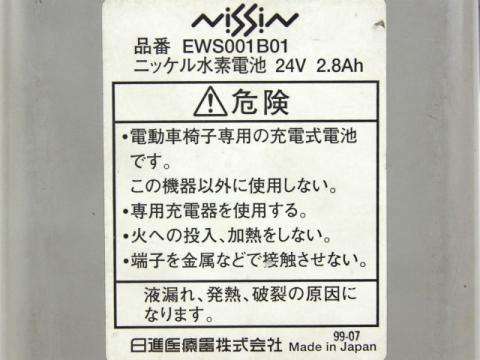 NISSIN
品番 EWS001B01
ニッケル水素電池 24V 2.8Ah
危険
・電動車椅子専用の充電式電池
です。
この機器以外に使用しない。
・専用充電器を使用する。
・火への投入、加熱をしない。
・端子を金属などで接触させない。
液漏れ、発熱、破裂の原因に
なります。
99-07
日進医療器株式会社 Made in Japan